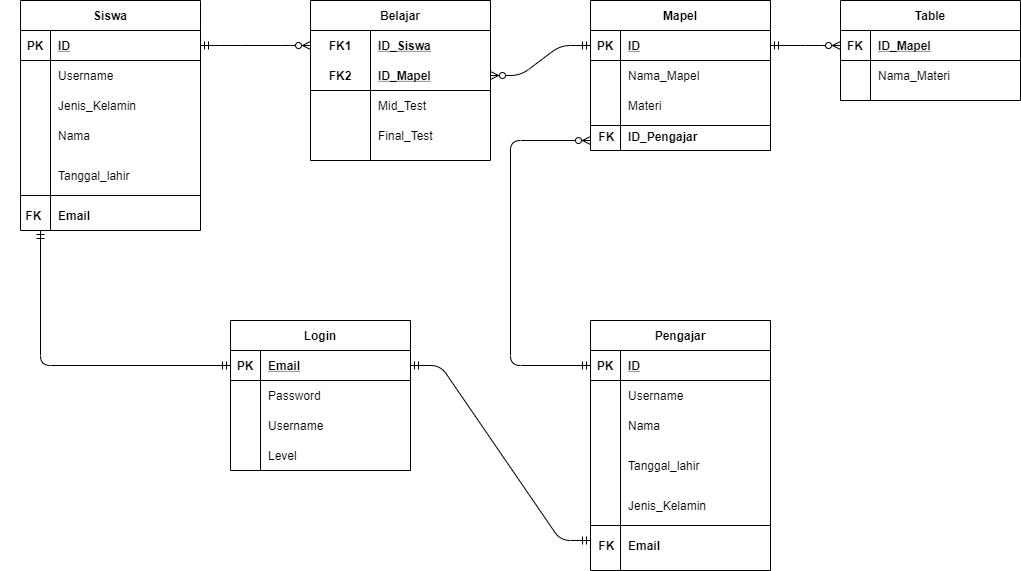 Siswa
PK ID
Username
Jenis_Kelamin
Nama
Tanggal_lahir
FK Email
Belajar
FK1 ID_Siswa
FK2 ID_Mapel
Mid_Test
Final_Test
Mapel
PK ID
Nama_Mapel
Materi
FK ID_Pengajar
Table
FK ID_Mapel
Nama_Materi
Login
PK Email
Password
Username
Level
Pengajar
PK ID
Username
Nama
Tanggal_lahir
Jenis_Kelamin
FK Email